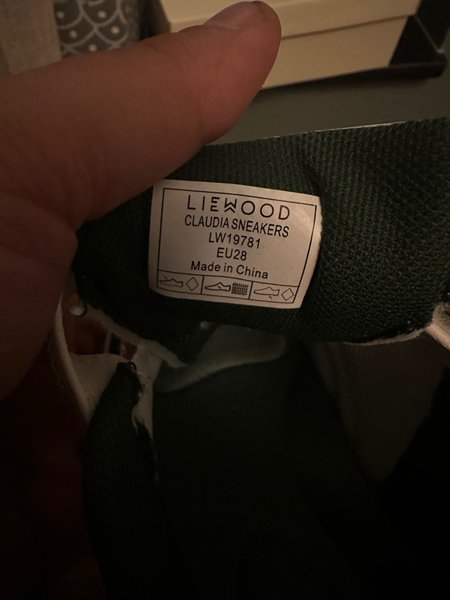 LIEWOOD
CLAUDIA SNEAKERS
LW19781
EU28
Made in China